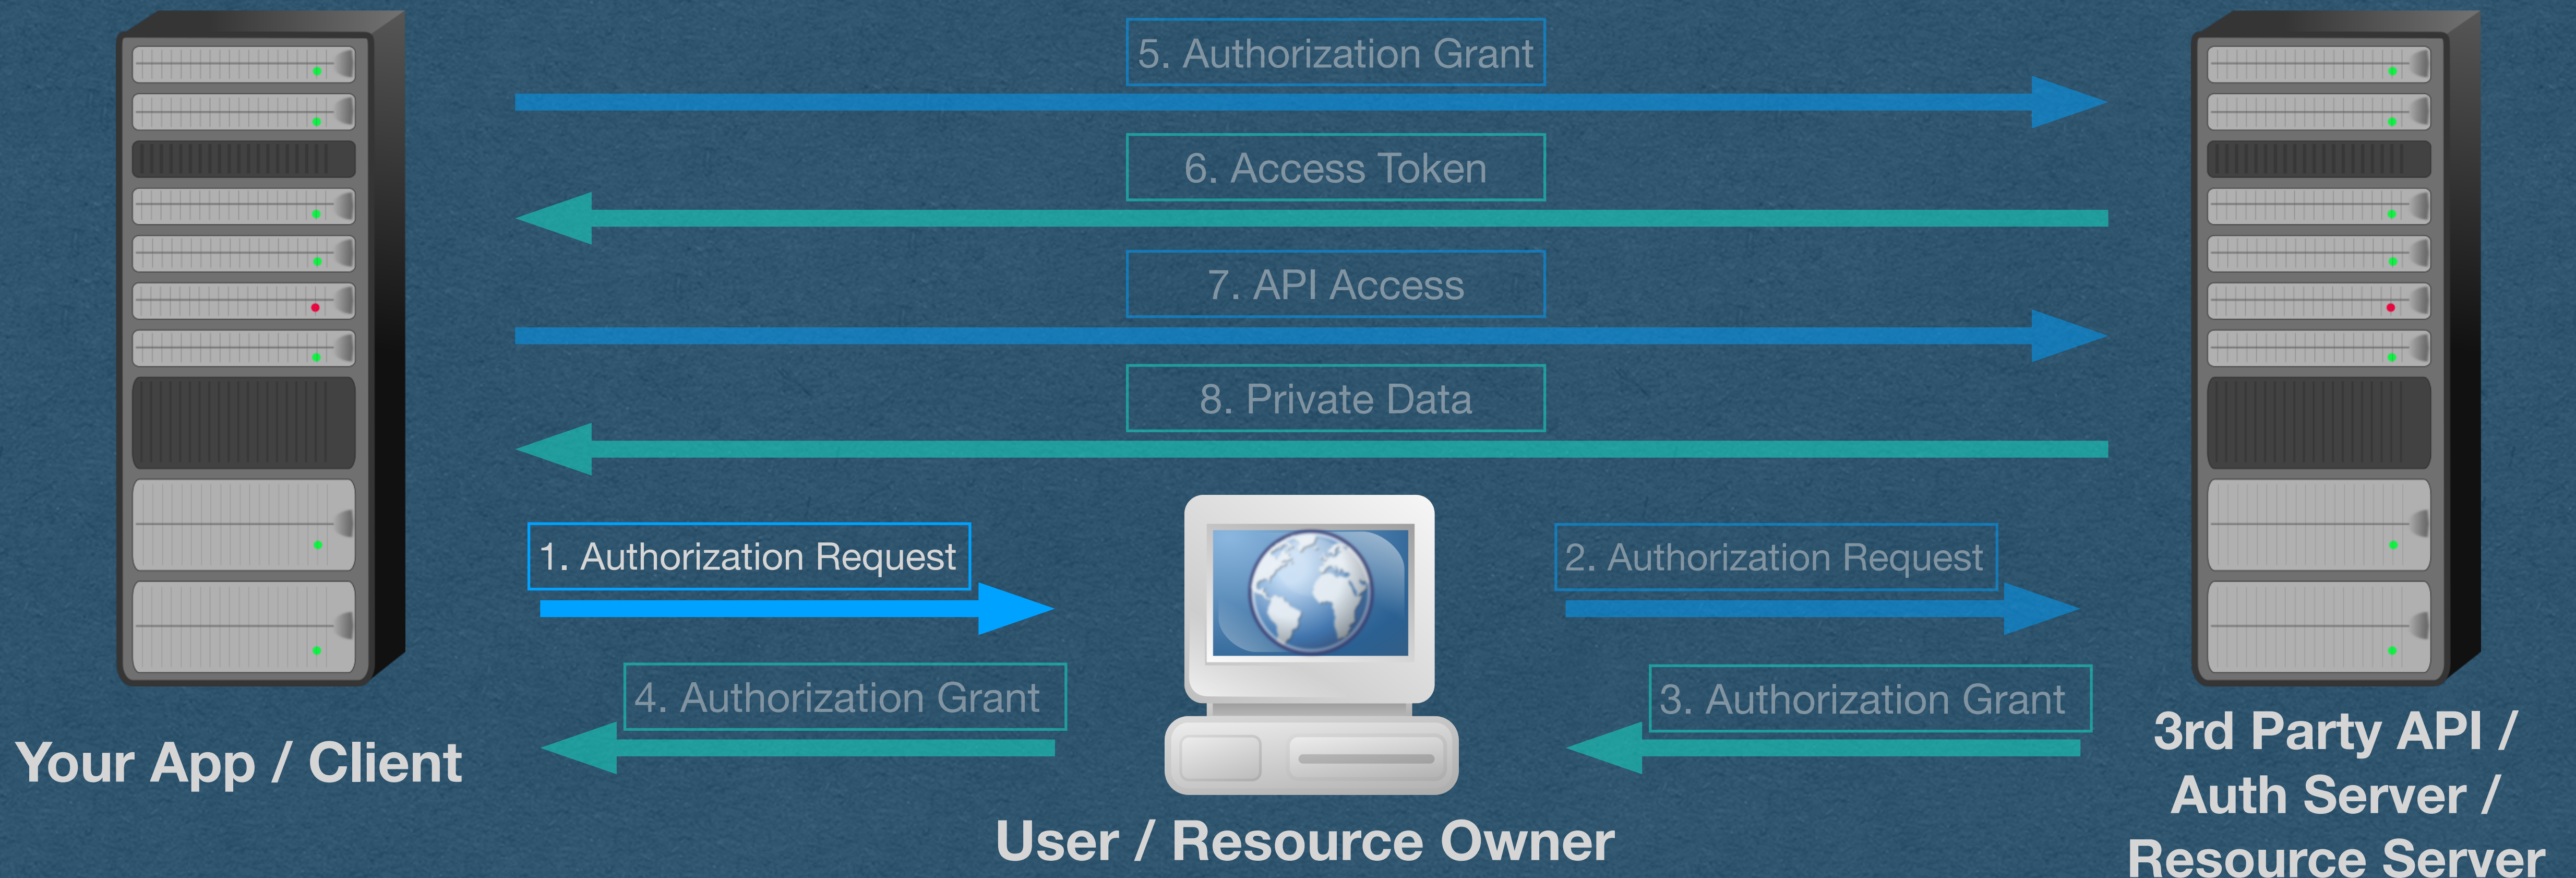 5. Authorization Grant
6. Access Token
7. API Access
8. Private Data
1. Authorization Request
2. Authorization Request
4. Authorization Grant
3. Authorization Grant
Your App / Client
User / Resource Owner
3rd Party API /
Auth Server /
Resource Server